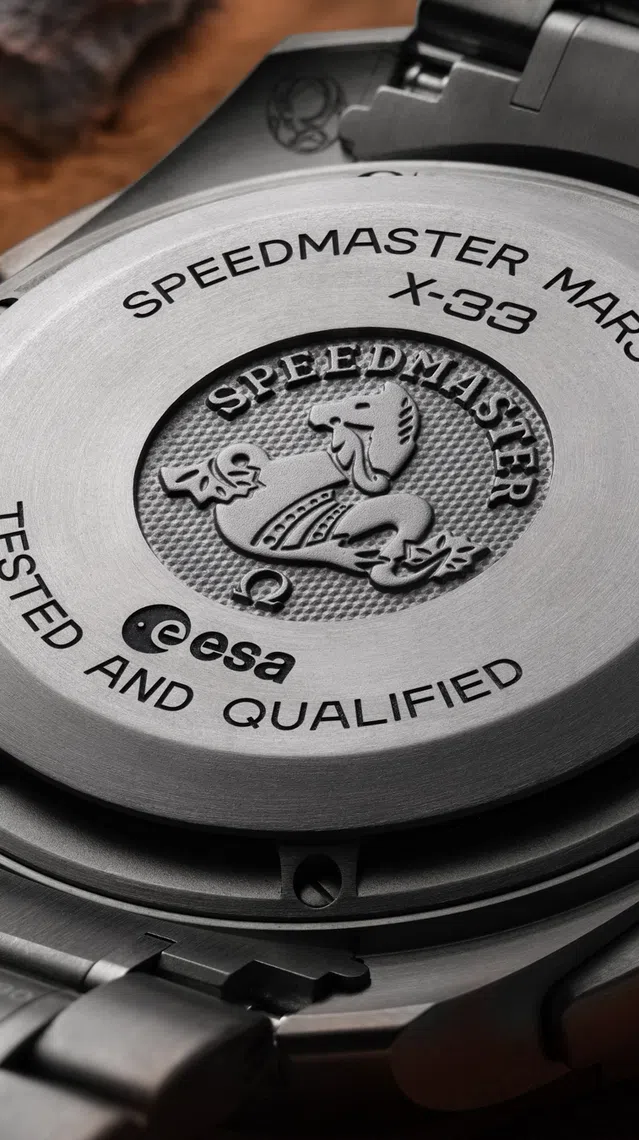 SPEEDMASTER MARS
X-33
SPEEDMASTER
Ω
esa
TESTED AND QUALIFIED